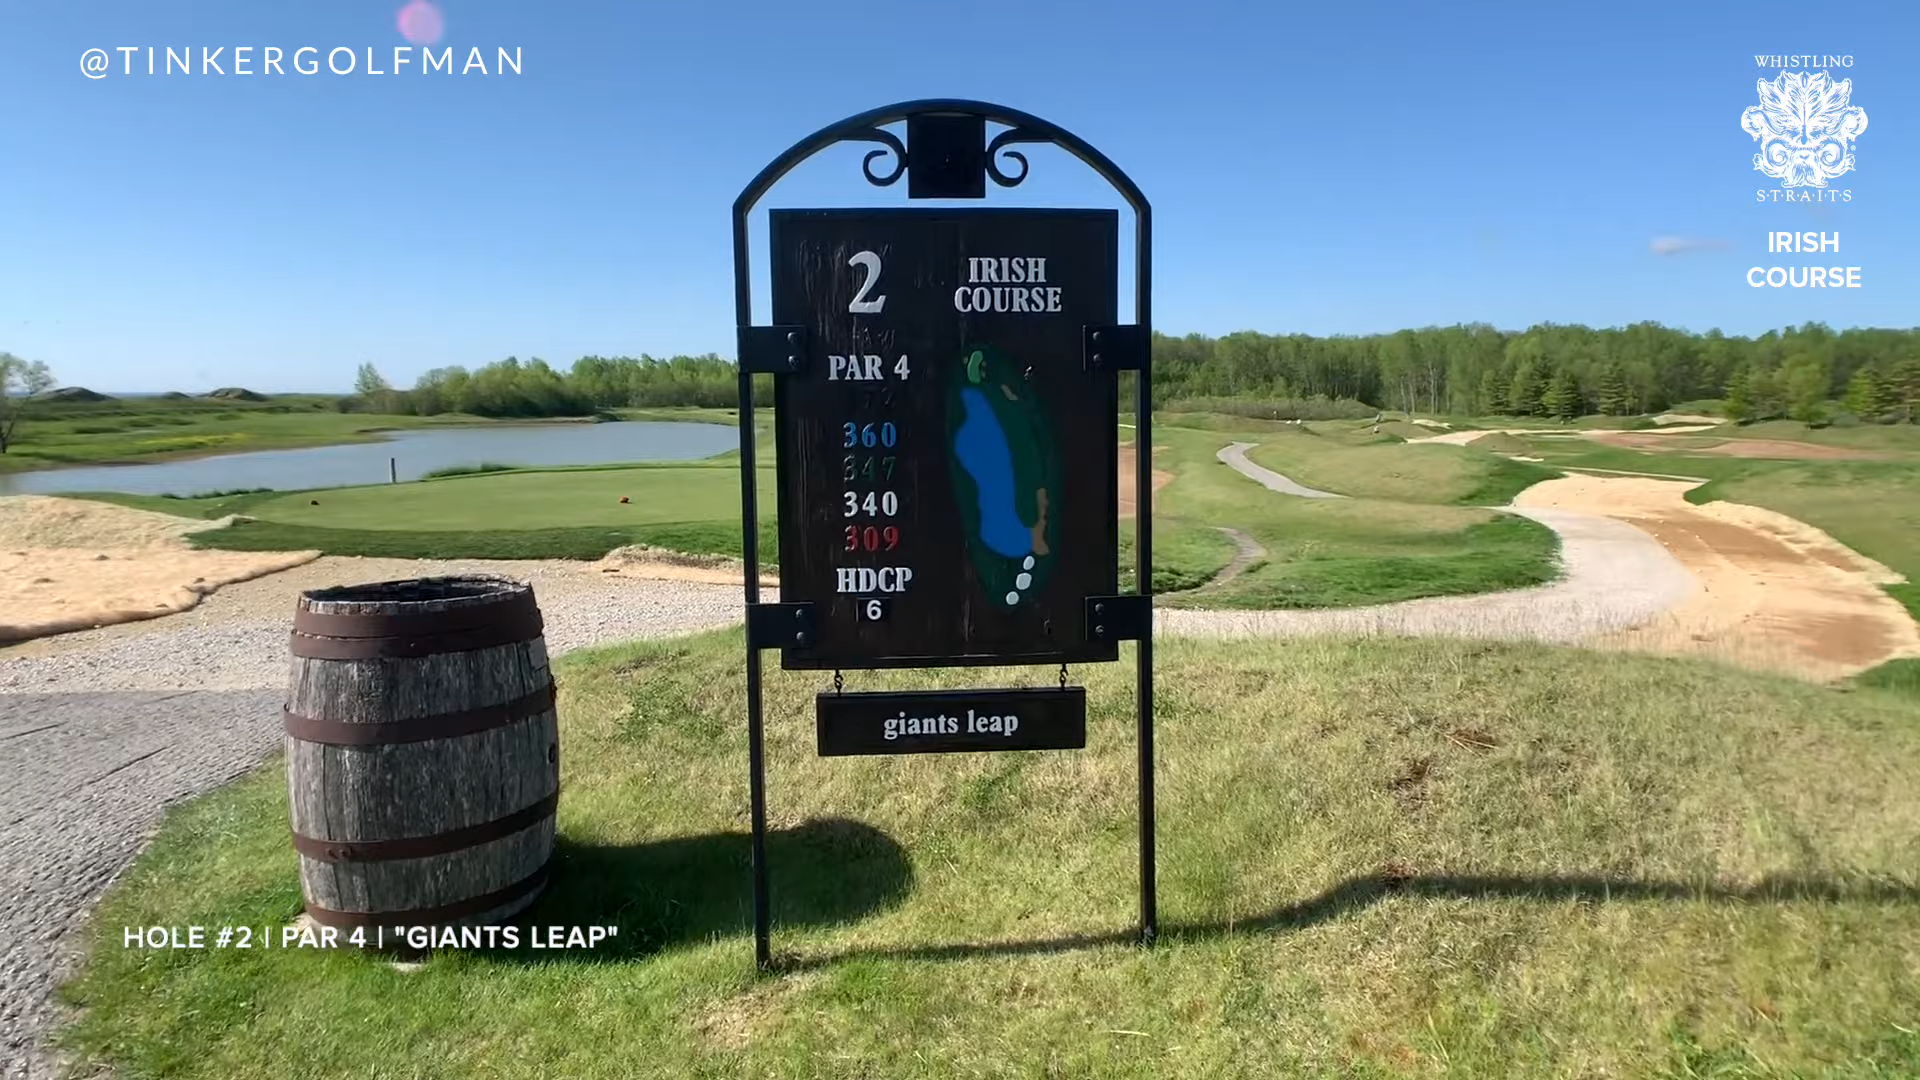 @TINKERGOLFMAN
WHISTLING
S·T·R·A·I·T·S
IRISH
COURSE
2
IRISH
COURSE
PAR 4
360
347
340
309
HDCP
6
giants leap
HOLE #2 | PAR 4 | "GIANTS LEAP"